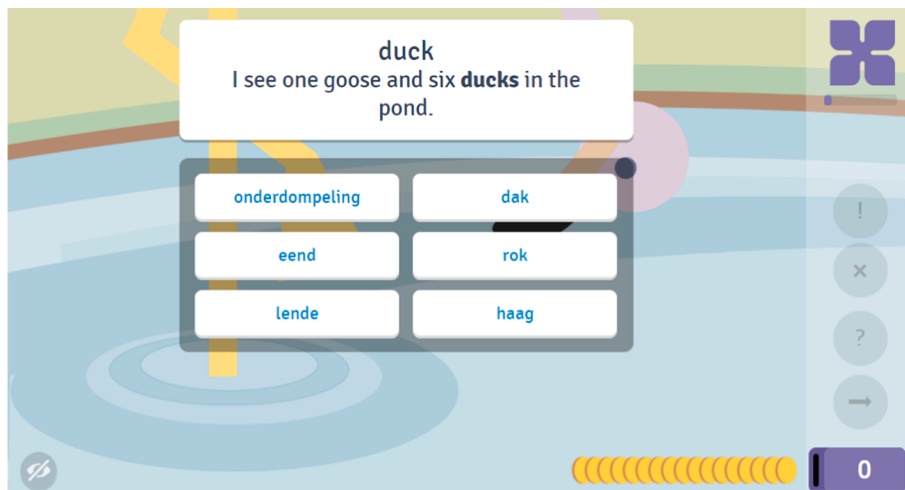 duck
I see one goose and six ducks in the
pond.
onderdompeling
dak
eend
rok
lende
haag
!
×
?
→
0